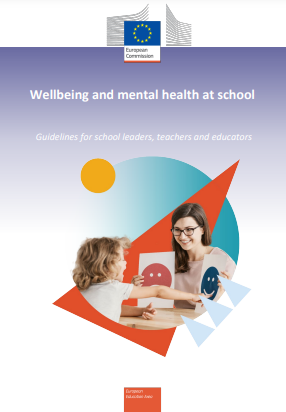 European
Commission
Wellbeing and mental health at school
Guidelines for school leaders, teachers and educators
European
Education Area